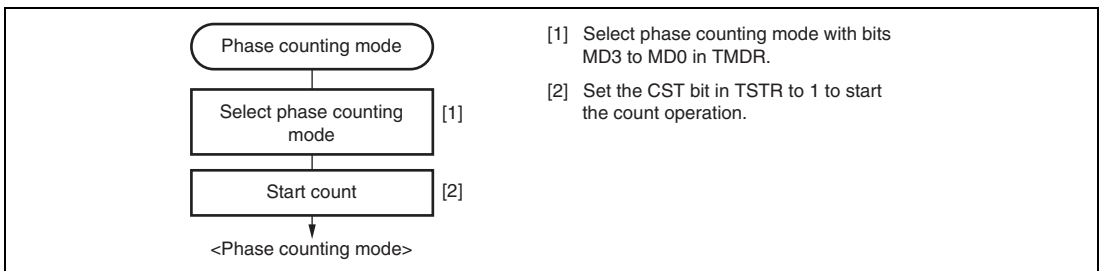 Phase counting mode
Select phase counting
mode
[1]
Start count
[2]
<Phase counting mode>
[1] Select phase counting mode with bits
MD3 to MD0 in TMDR.
[2] Set the CST bit in TSTR to 1 to start
the count operation.